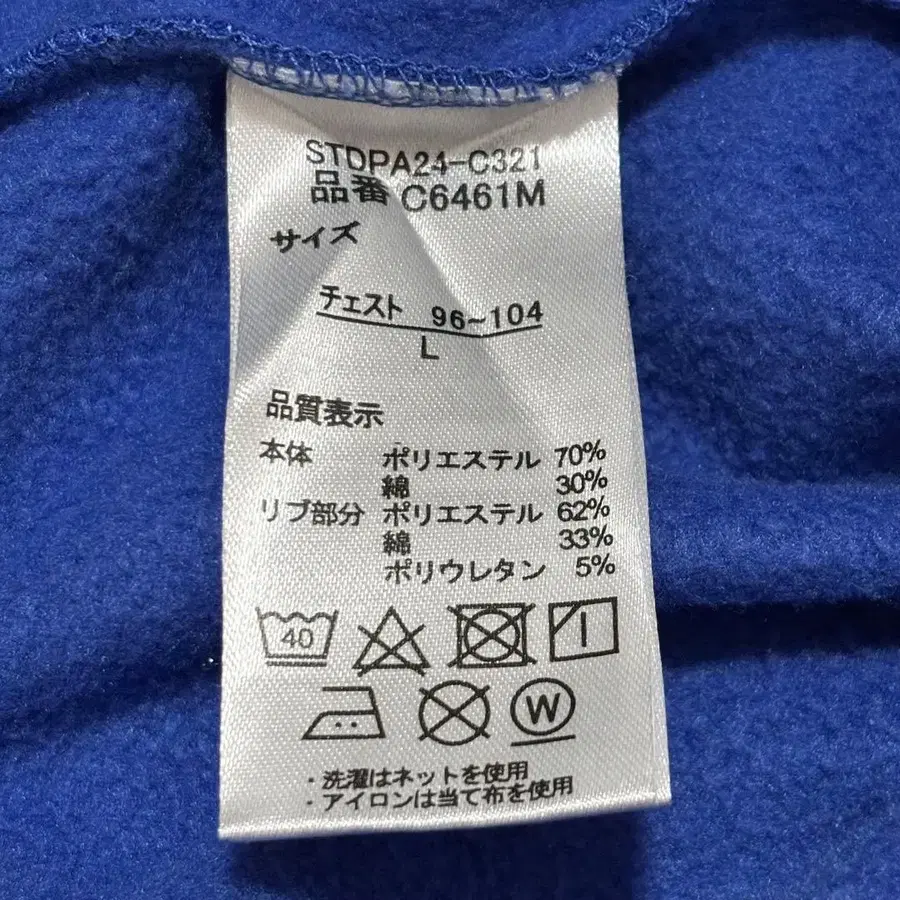 STDPA24-C321
品番 C6461M
サイズ
チェスト 96~104
L
品質表示
本体 ポリエステル 70%
綿 30%
リブ部分 ポリエステル 62%
綿 33%
ポリウレタン 5%
40
W
・洗濯はネットを使用
・アイロンは当て布を使用